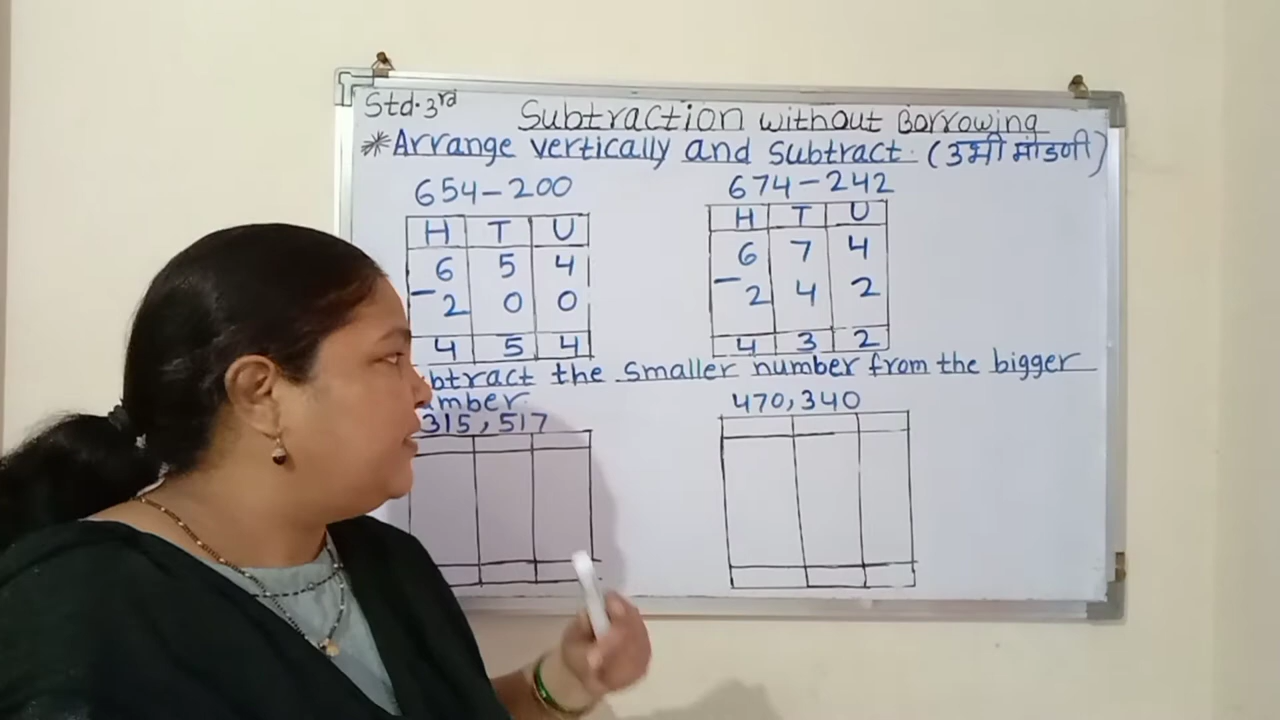 Std. 3rd Subtraction without Borrowing
*Arrange vertically and subtract. (उभी मांडणी)
654-200 674-242
H T U H T U
6 5 4 6 7 4
- 2 0 0 - 2 4 2
4 5 4 4 3 2
btract the smaller number from the bigger
umber.
315, 517 470, 340